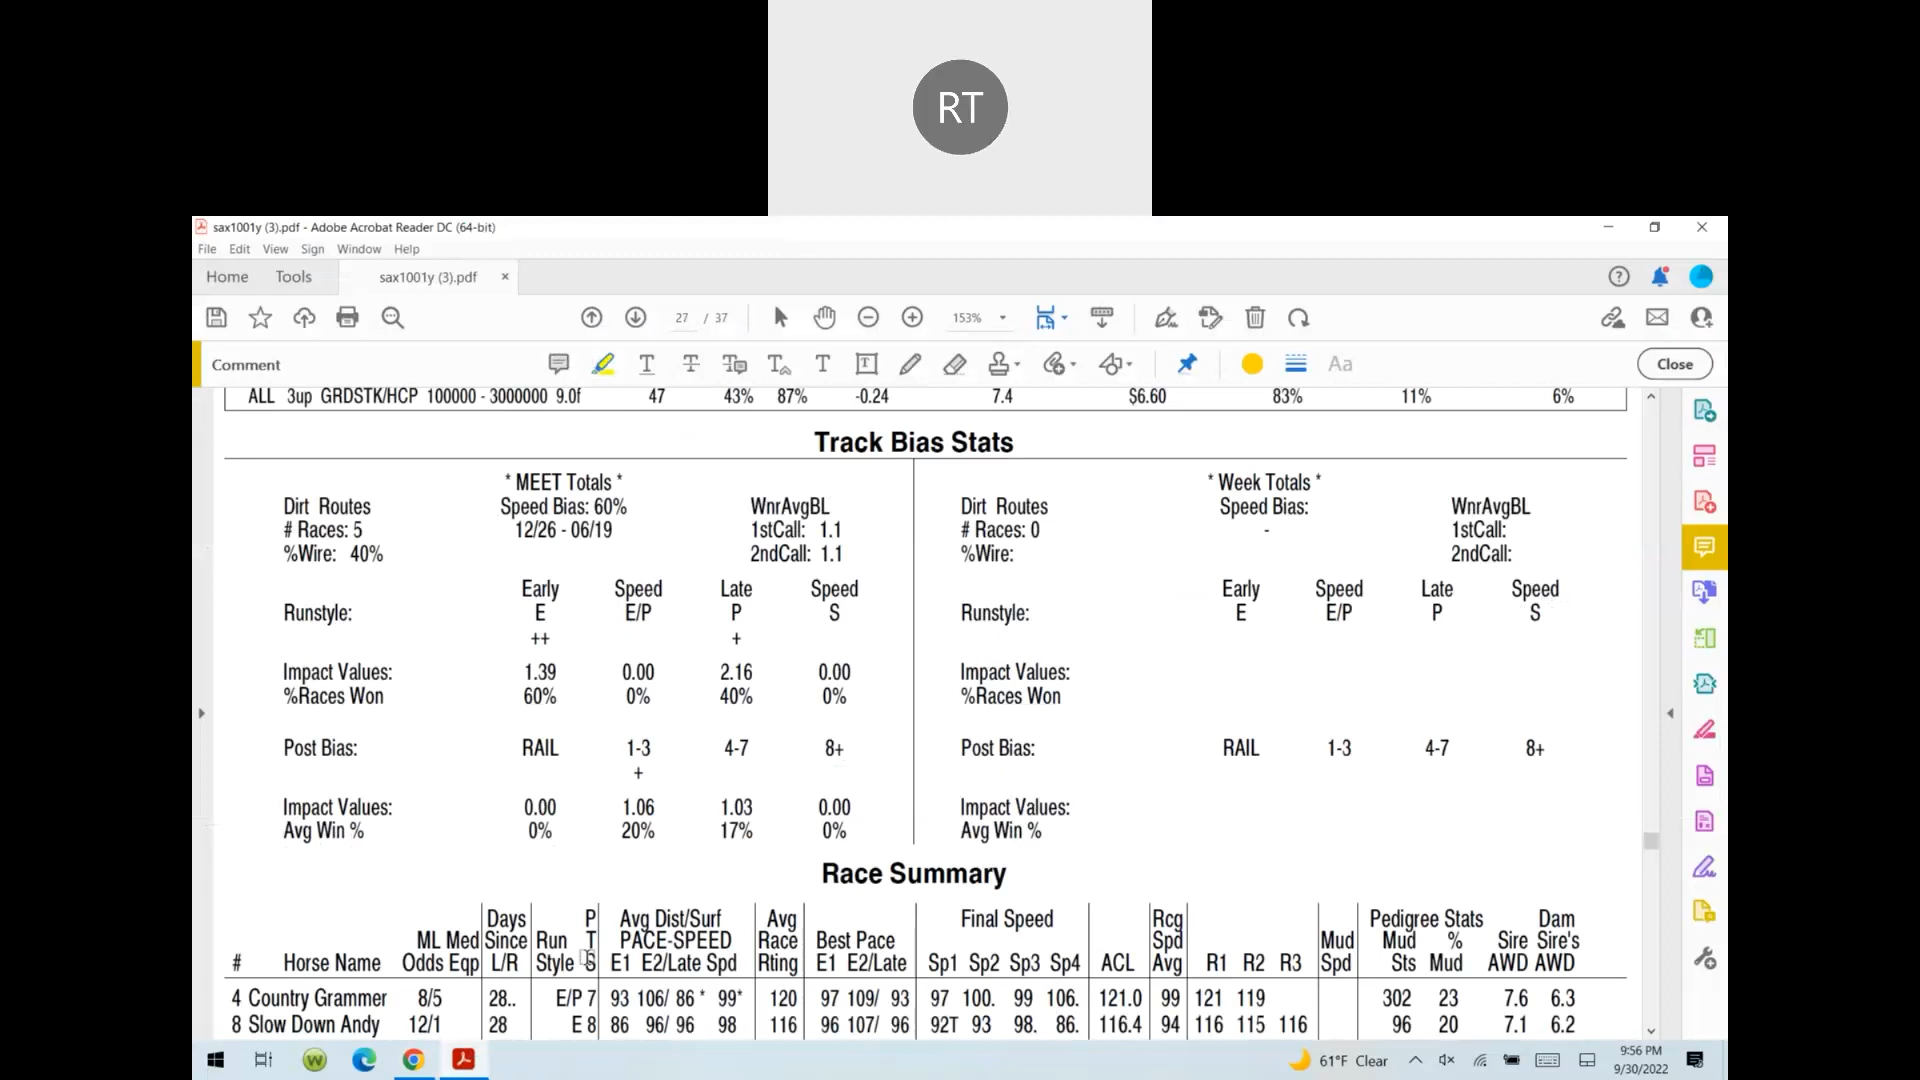 RT
sax1001y (3).pdf - Adobe Acrobat Reader DC (64-bit)
File Edit View Sign Window Help
Home Tools sax1001y (3).pdf ×
27 / 37 153%
Comment Aa Close
ALL 3up GRDSTK/HCP 100000 - 3000000 9.0f 47 43% 87% -0.24 7.4 $6.60 83% 11% 6%
Track Bias Stats
* MEET Totals *
Dirt Routes Speed Bias: 60% WnrAvgBL
# Races: 5 12/26 - 06/19 1stCall: 1.1
%Wire: 40% 2ndCall: 1.1
Early Speed Late Speed
Runstyle: E E/P P S
++ +
Impact Values: 1.39 0.00 2.16 0.00
%Races Won 60% 0% 40% 0%
Post Bias: RAIL 1-3 4-7 8+
+
Impact Values: 0.00 1.06 1.03 0.00
Avg Win % 0% 20% 17% 0%
* Week Totals *
Dirt Routes Speed Bias: WnrAvgBL
# Races: 0 - 1stCall:
%Wire: 2ndCall:
Early Speed Late Speed
Runstyle: E E/P P S
Impact Values:
%Races Won
Post Bias: RAIL 1-3 4-7 8+
Impact Values:
Avg Win %
Race Summary
Days P Avg Dist/Surf Avg Final Speed Rcg Pedigree Stats Dam
ML Med Since Run T PACE-SPEED Race Best Pace Spd Mud Mud % Sire Sire's
# Horse Name Odds Eqp L/R Style S E1 E2/Late Spd Rting E1 E2/Late Sp1 Sp2 Sp3 Sp4 ACL Avg R1 R2 R3 Spd Sts Mud AWD AWD
4 Country Grammer 8/5 28.. E/P 7 93 106/ 86 * 99* 120 97 109/ 93 97 100. 99 106. 121.0 99 121 119 302 23 7.6 6.3
8 Slow Down Andy 12/1 28 E 8 86 96/ 96 98 116 96 107/ 96 92T 93 98. 86. 116.4 94 116 115 116 96 20 7.1 6.2
61°F Clear
9:56 PM
9/30/2022